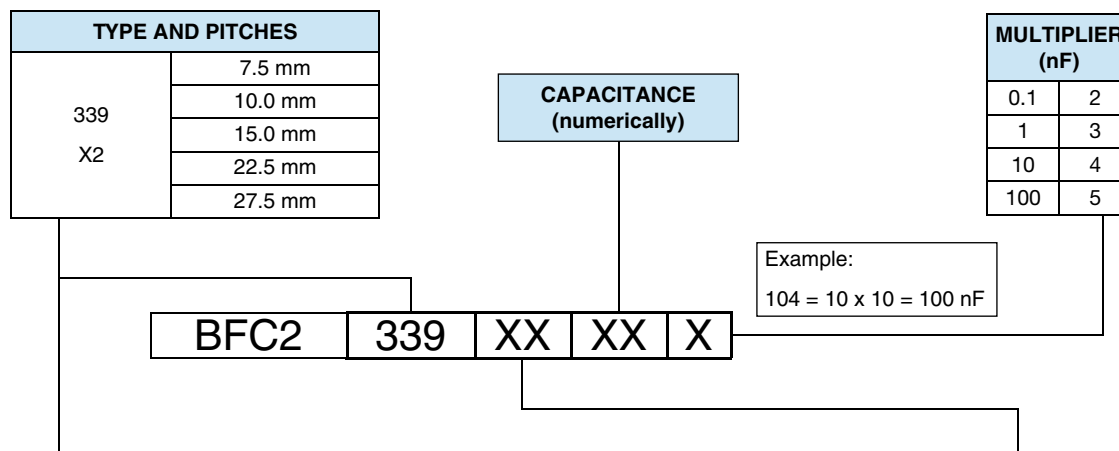 TYPE AND PITCHES
339
X2
7.5 mm
10.0 mm
15.0 mm
22.5 mm
27.5 mm
CAPACITANCE
(numerically)
MULTIPLIER
(nF)
0.1 2
1 3
10 4
100 5
Example:
104 = 10 x 10 = 100 nF
BFC2 339 XX XX X